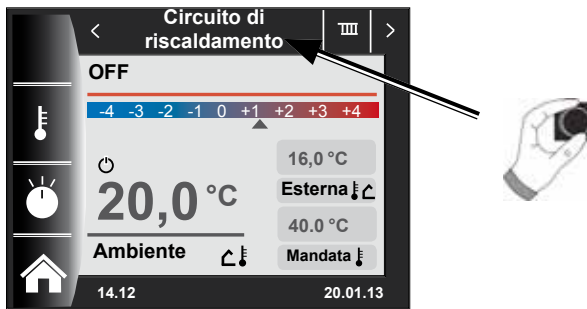 Circuito di
riscaldamento
OFF
-4 -3 -2 -1 0 +1 +2 +3 +4
16,0 °C
Esterna
20,0 °C
40.0 °C
Ambiente
Mandata
14.12 20.01.13